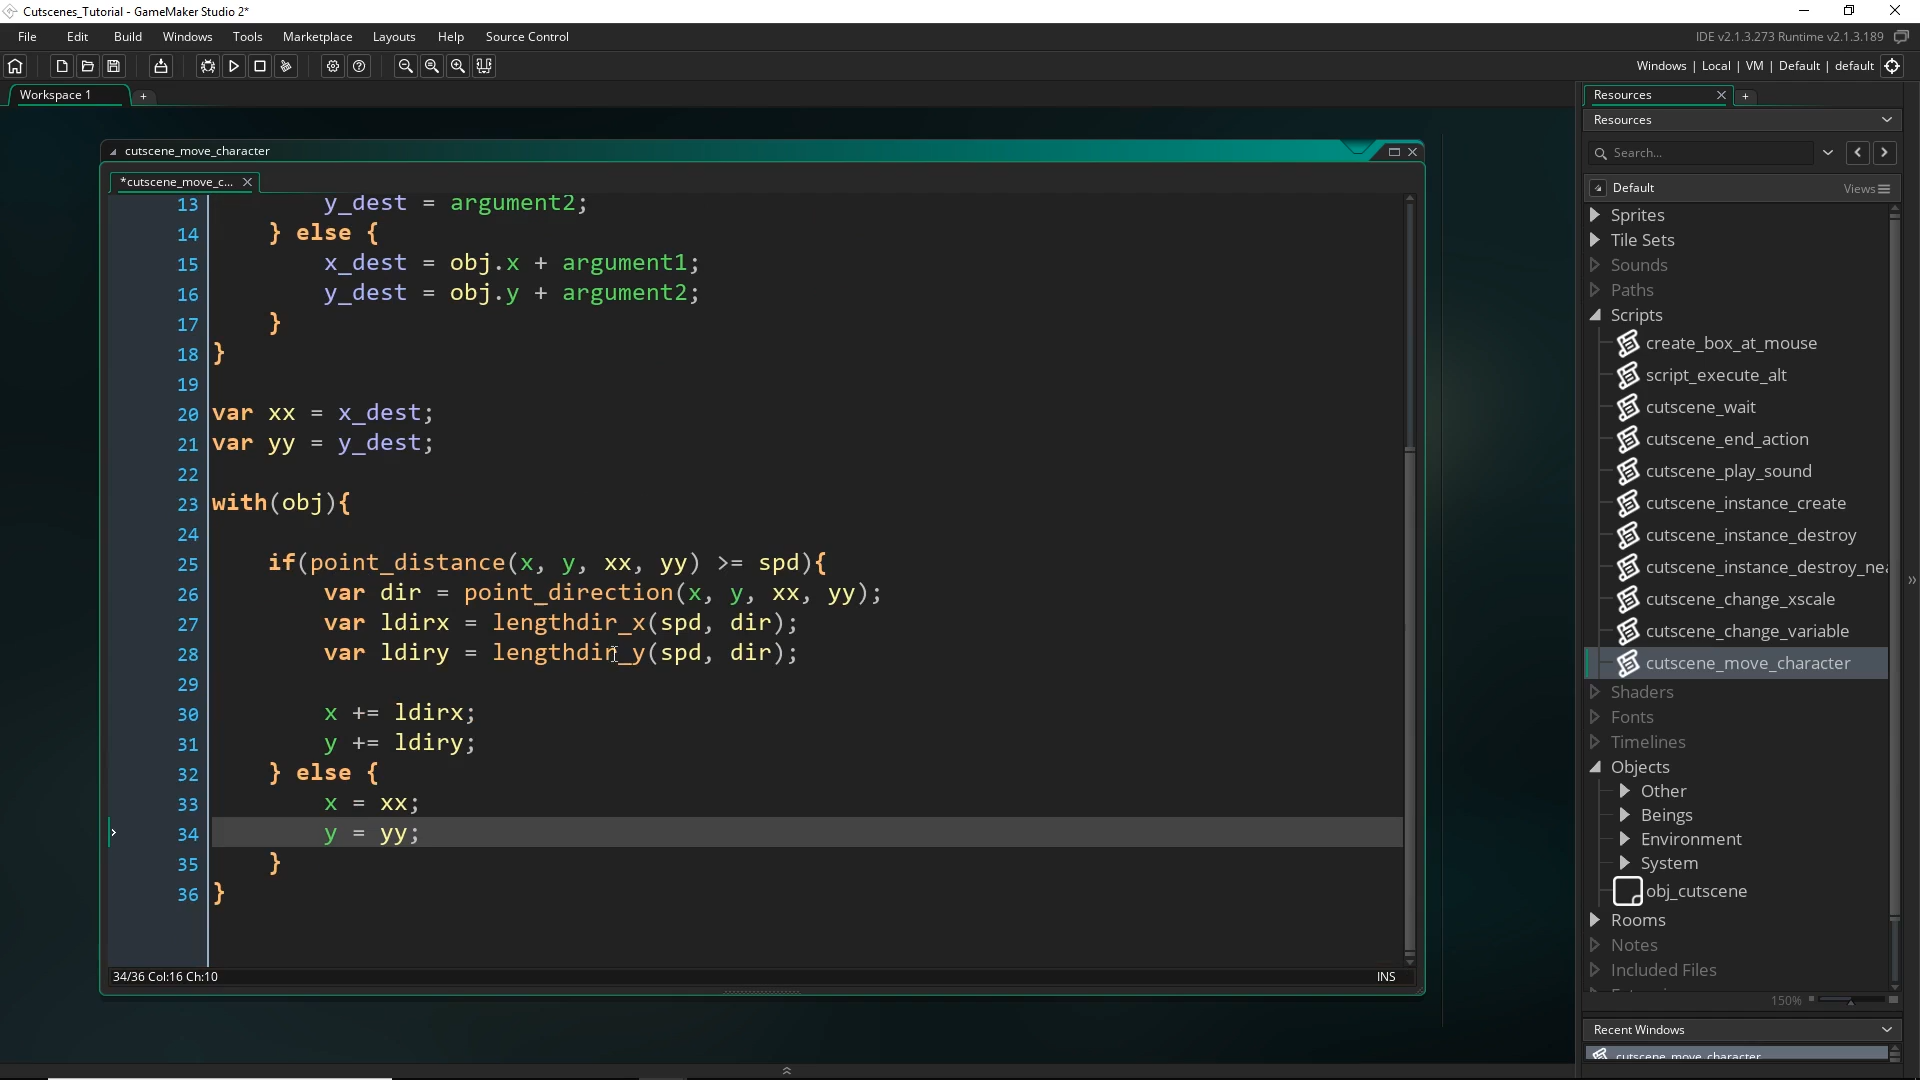 Cutscenes_Tutorial - GameMaker Studio 2*
File Edit Build Windows Tools Marketplace Layouts Help Source Control
IDE v2.1.3.273 Runtime v2.1.3.189
Windows | Local | VM | Default | default
Workspace 1 +
cutscene_move_character
*cutscene_move_c...
13 y_dest = argument2;
14 } else {
15 x_dest = obj.x + argument1;
16 y_dest = obj.y + argument2;
17 }
18 }
19
20 var xx = x_dest;
21 var yy = y_dest;
22
23 with(obj){
24
25 if(point_distance(x, y, xx, yy) >= spd){
26 var dir = point_direction(x, y, xx, yy);
27 var ldirx = lengthdir_x(spd, dir);
28 var ldiry = lengthdir_y(spd, dir);
29
30 x += ldirx;
31 y += ldiry;
32 } else {
33 x = xx;
34 y = yy;
35 }
36 }
34/36 Col:16 Ch:10
INS
Resources +
Resources
Search...
Default Views
Sprites
Tile Sets
Sounds
Paths
Scripts
create_box_at_mouse
script_execute_alt
cutscene_wait
cutscene_end_action
cutscene_play_sound
cutscene_instance_create
cutscene_instance_destroy
cutscene_instance_destroy_nea
cutscene_change_xscale
cutscene_change_variable
cutscene_move_character
Shaders
Fonts
Timelines
Objects
Other
Beings
Environment
System
obj_cutscene
Rooms
Notes
Included Files
150%
Recent Windows
cutscene_move_character